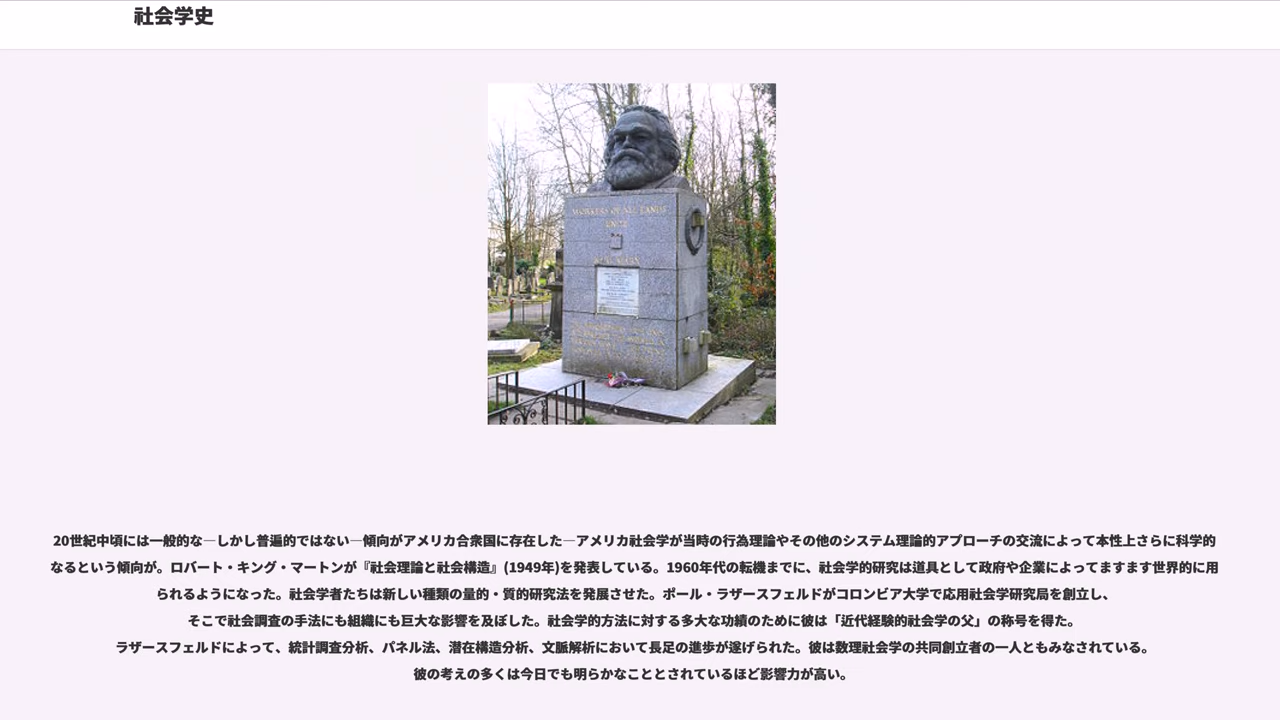 社会学史
WORKERS OF ALL LANDS
UNITE
KARL MARX
20世紀中頃には一般的な―しかし普遍的ではない―傾向がアメリカ合衆国に存在した―アメリカ社会学が当時の行為理論やその他のシステム理論的アプローチの交流によって本性上さらに科学的
なるという傾向が。ロバート・キング・マートンが『社会理論と社会構造』(1949年)を発表している。1960年代の転機までに、社会学的研究は道具として政府や企業によってますます世界的に用
られるようになった。社会学者たちは新しい種類の量的・質的研究法を発展させた。ポール・ラザースフェルドがコロンビア大学で応用社会学研究局を創立し、
そこで社会調査の手法にも組織にも巨大な影響を及ぼした。社会学的方法に対する多大な功績のために彼は「近代経験的社会学の父」の称号を得た。
ラザースフェルドによって、統計調査分析、パネル法、潜在構造分析、文脈解析において長足の進歩が遂げられた。彼は数理社会学の共同創立者の一人ともみなされている。
彼の考えの多くは今日でも明らかなこととされているほど影響力が高い。